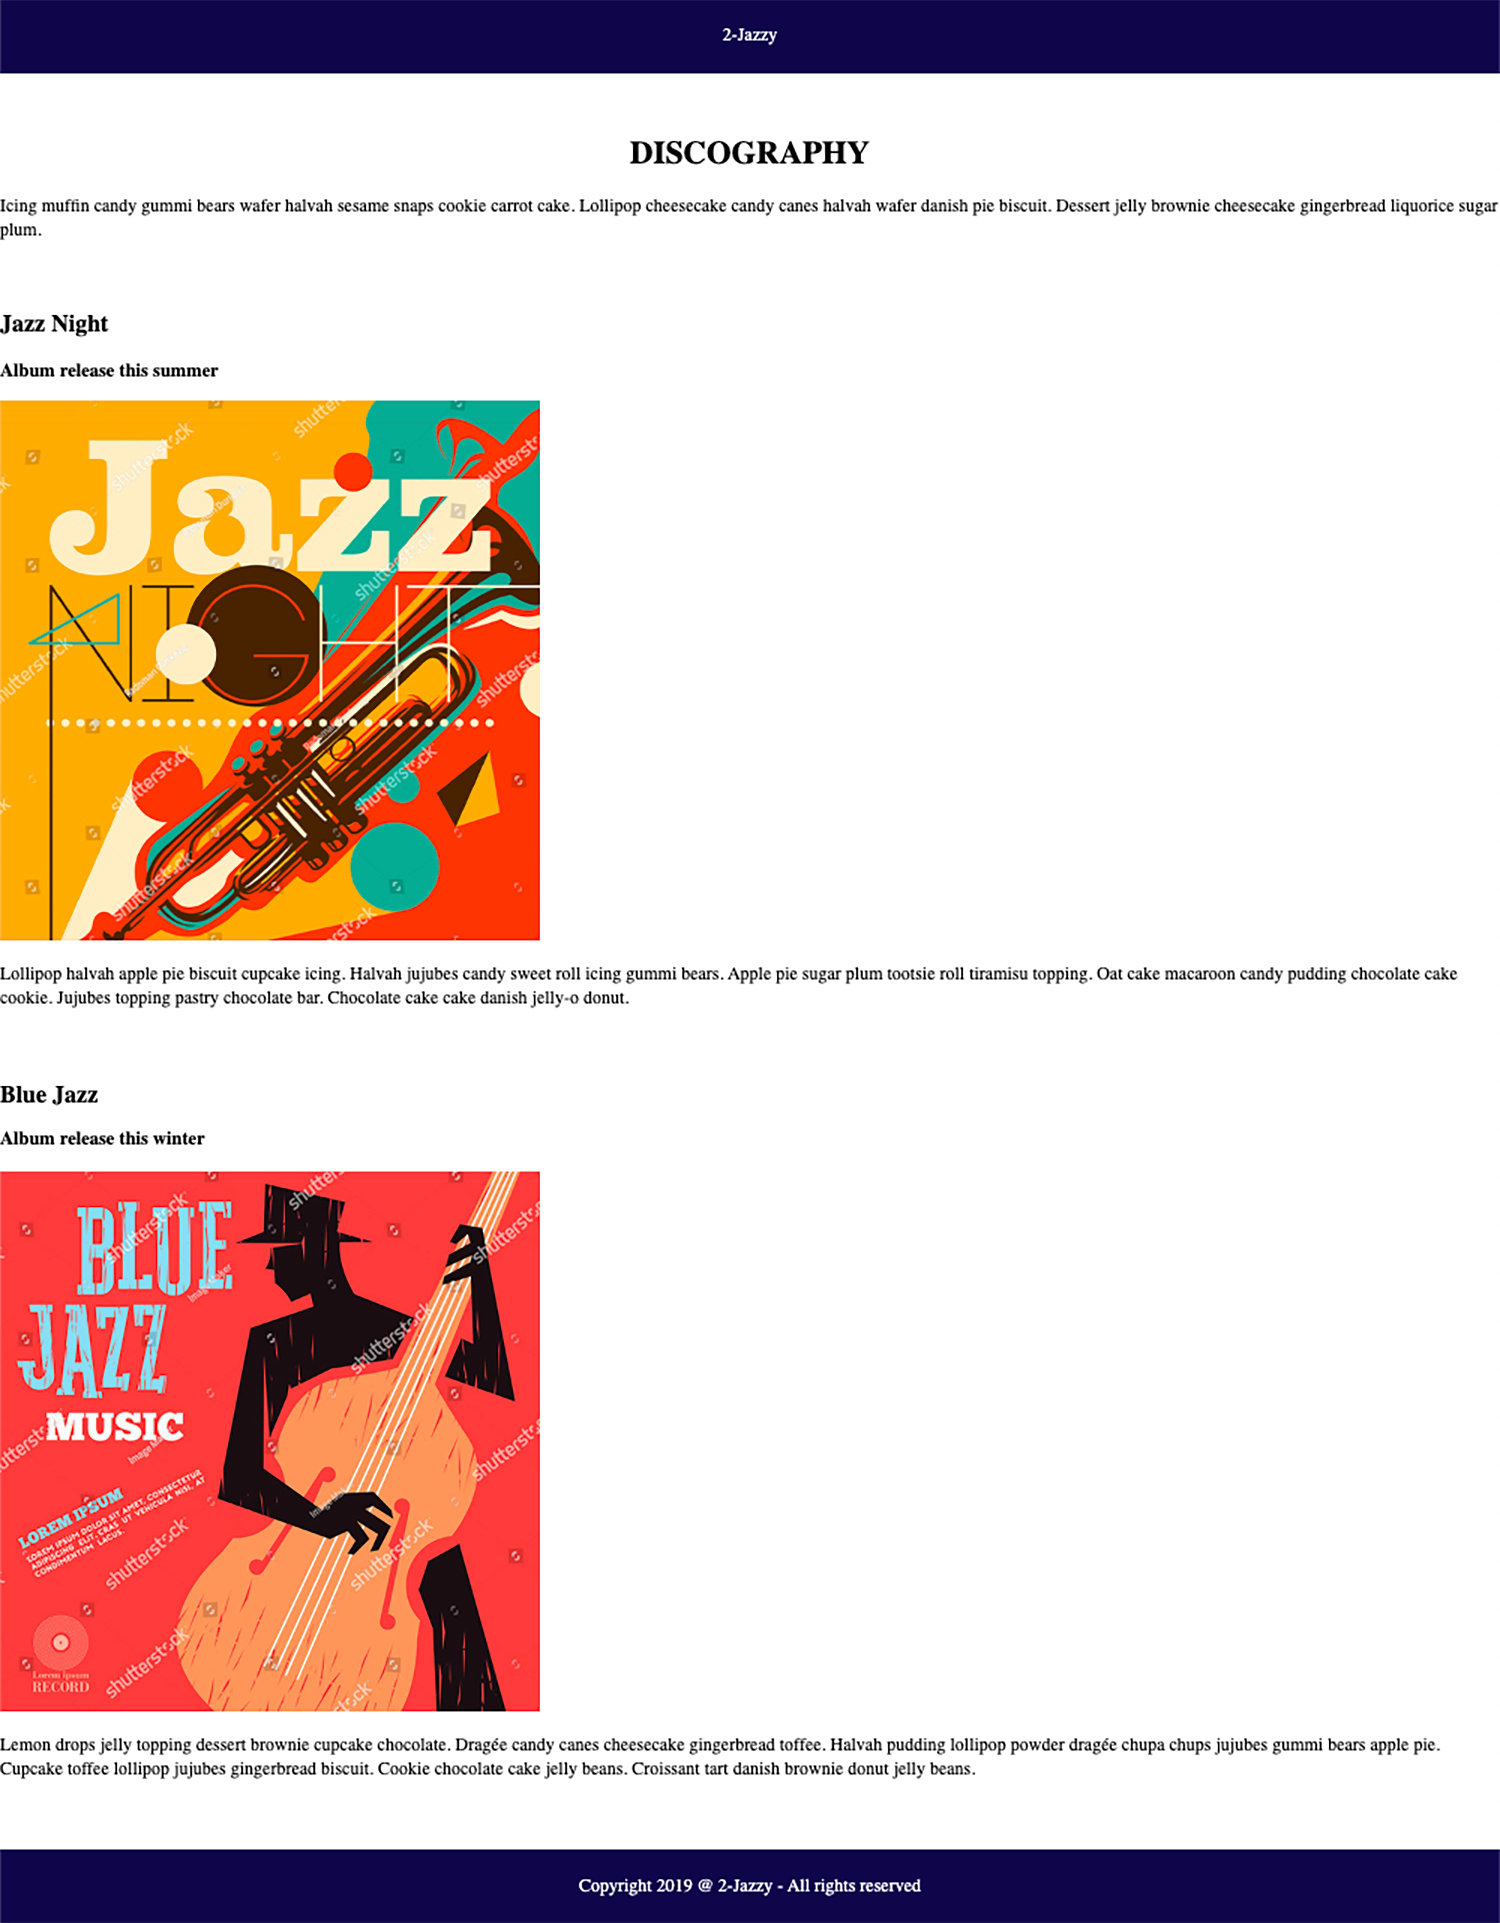 2-Jazzy
DISCOGRAPHY
Icing muffin candy gummi bears wafer halvah sesame snaps cookie carrot cake. Lollipop cheesecake candy canes halvah wafer danish pie biscuit. Dessert jelly brownie cheesecake gingerbread liquorice sugar
plum.
Jazz Night
Album release this summer
Jazz
NIGHT
shutterstock
Lollipop halvah apple pie biscuit cupcake icing. Halvah jujubes candy sweet roll icing gummi bears. Apple pie sugar plum tootsie roll tiramisu topping. Oat cake macaroon candy pudding chocolate cake
cookie. Jujubes topping pastry chocolate bar. Chocolate cake cake danish jelly-o donut.
Blue Jazz
Album release this winter
BLUE
JAZZ
MUSIC
LOREM IPSUM
LOREM IPSUM DOLOR SIT AMET, CONSECTETUR
ADIPISCING ELIT. CRAS UT VEHICULA NISI, AT
CONDIMENTUM LACUS.
Lorem ipsum
RECORD
shutterstock
Lemon drops jelly topping dessert brownie cupcake chocolate. Dragée candy canes cheesecake gingerbread toffee. Halvah pudding lollipop powder dragée chupa chups jujubes gummi bears apple pie.
Cupcake toffee lollipop jujubes gingerbread biscuit. Cookie chocolate cake jelly beans. Croissant tart danish brownie donut jelly beans.
Copyright 2019 @ 2-Jazzy - All rights reserved